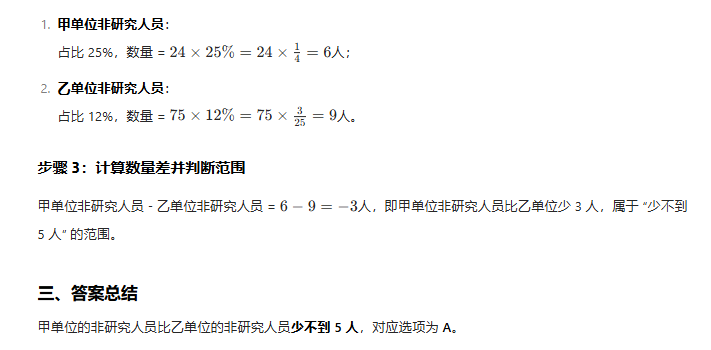 1. 甲单位非研究人员：
占比 25%，数量 = 24 × 25% = 24 × 1/4 = 6人；
2. 乙单位非研究人员：
占比 12%，数量 = 75 × 12% = 75 × 3/25 = 9人。
步骤 3：计算数量差并判断范围
甲单位非研究人员 - 乙单位非研究人员 = 6 − 9 = −3人，即甲单位非研究人员比乙单位少 3 人，属于 “少不到
5 人” 的范围。
三、答案总结
甲单位的非研究人员比乙单位的非研究人员少不到 5 人，对应选项为 A。